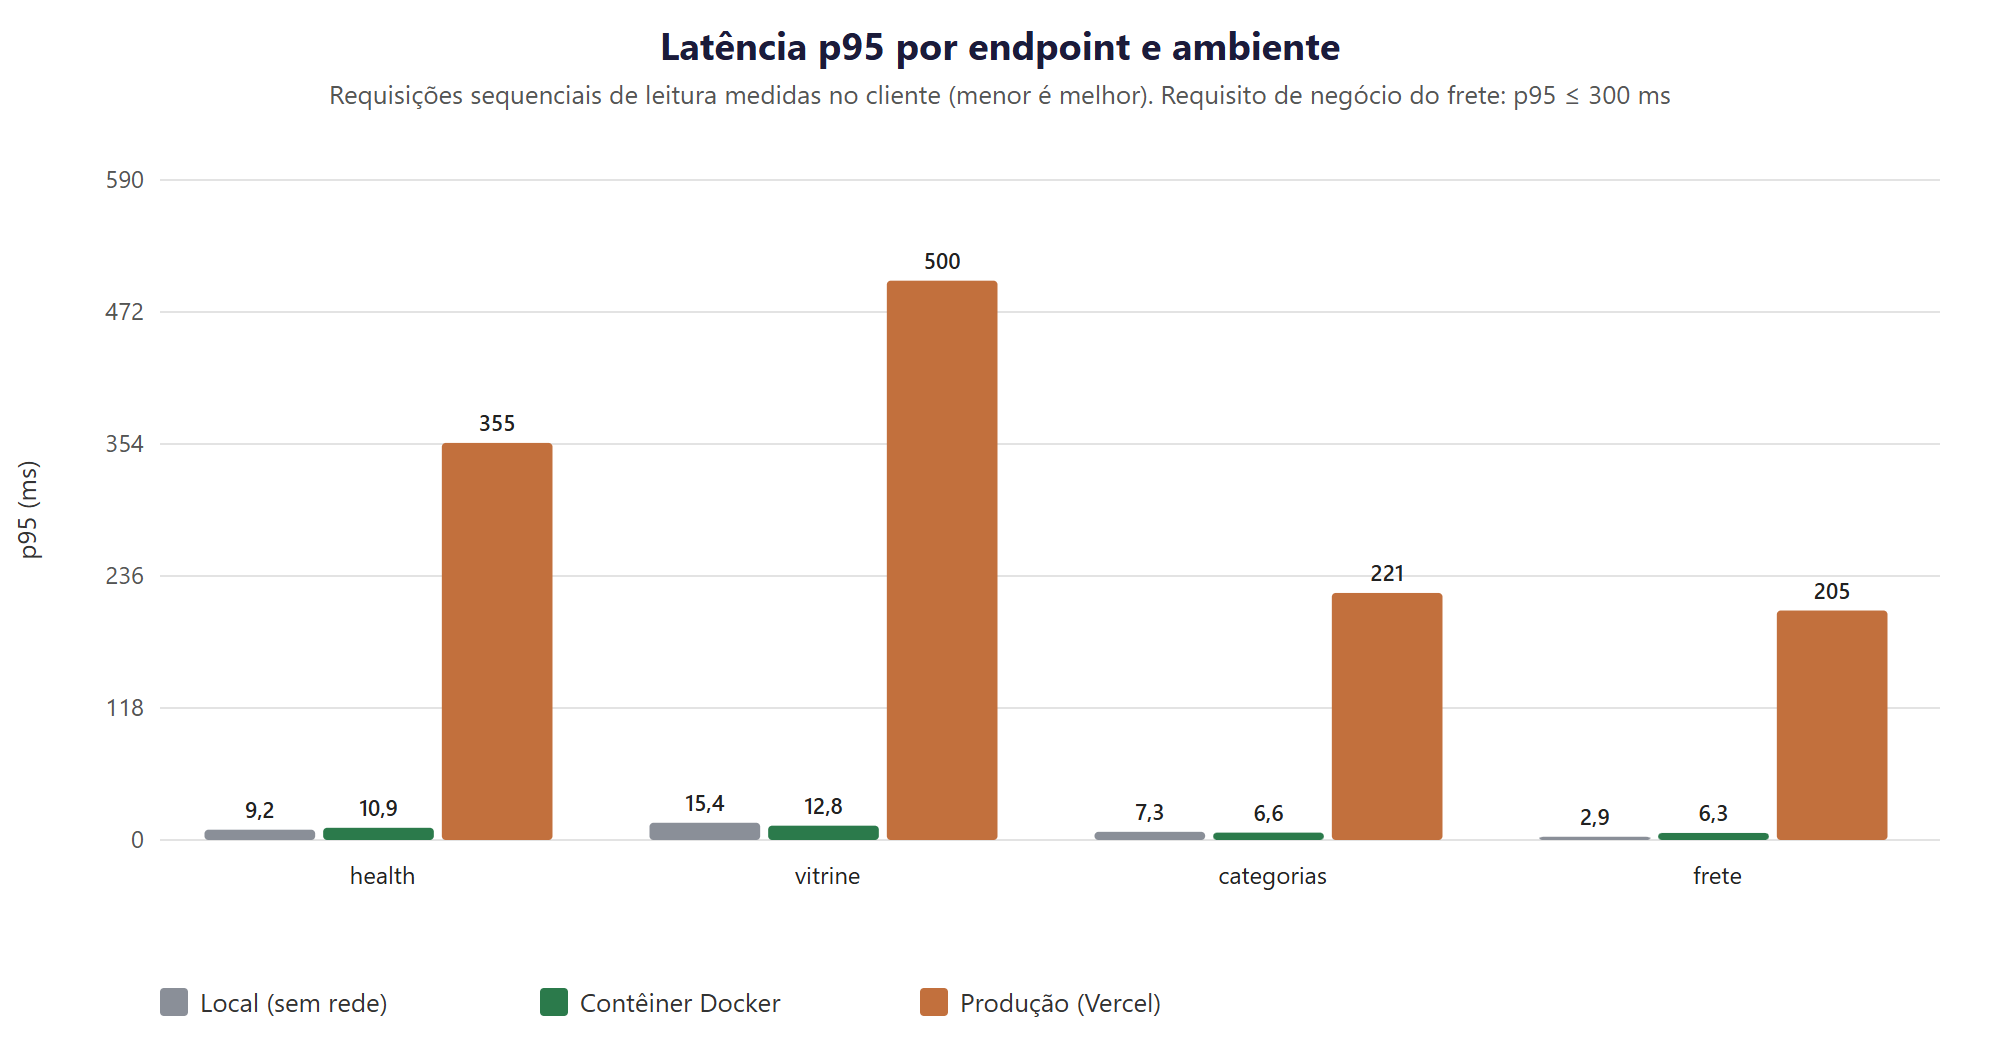 Latência p95 por endpoint e ambiente
Requisições sequenciais de leitura medidas no cliente (menor é melhor). Requisito de negócio do frete: p95 ≤ 300 ms
p95 (ms)
590
472
354
236
118
0
9,2
10,9
355
15,4
12,8
500
7,3
6,6
221
2,9
6,3
205
health
vitrine
categorias
frete
Local (sem rede)
Contêiner Docker
Produção (Vercel)